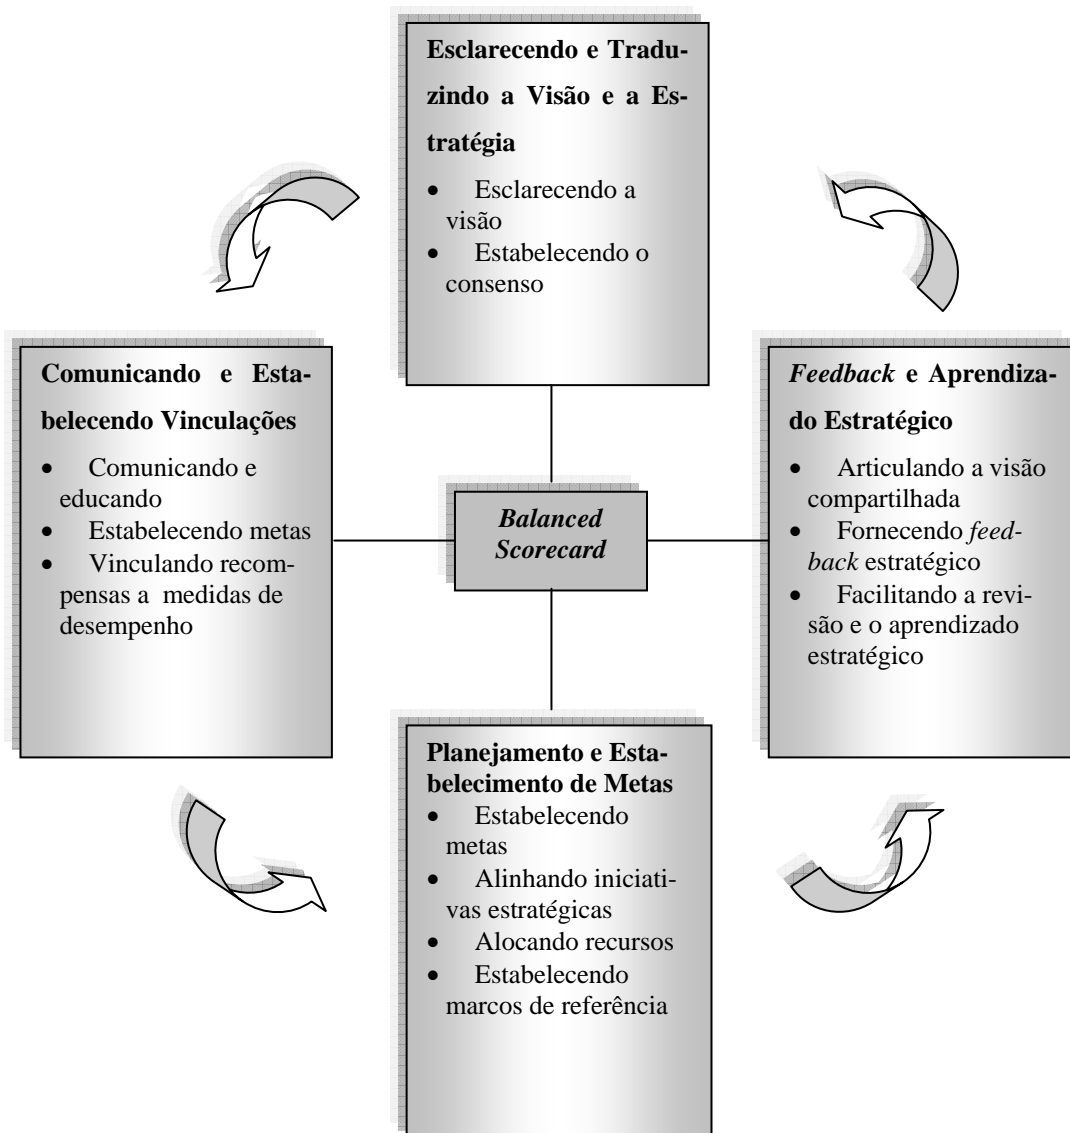 Esclarecendo e Tradu-
zindo a Visão e a Es-
tratégia
• Esclarecendo a
visão
• Estabelecendo o
consenso
Comunicando e Esta-
belecendo Vinculações
• Comunicando e
educando
• Estabelecendo metas
• Vinculando recom-
pensas a medidas de
desempenho
Balanced
Scorecard
Feedback e Aprendiza-
do Estratégico
• Articulando a visão
compartilhada
• Fornecendo feed-
back estratégico
• Facilitando a revi-
são e o aprendizado
estratégico
Planejamento e Esta-
belecimento de Metas
• Estabelecendo
metas
• Alinhando iniciati-
vas estratégicas
• Alocando recursos
• Estabelecendo
marcos de referência